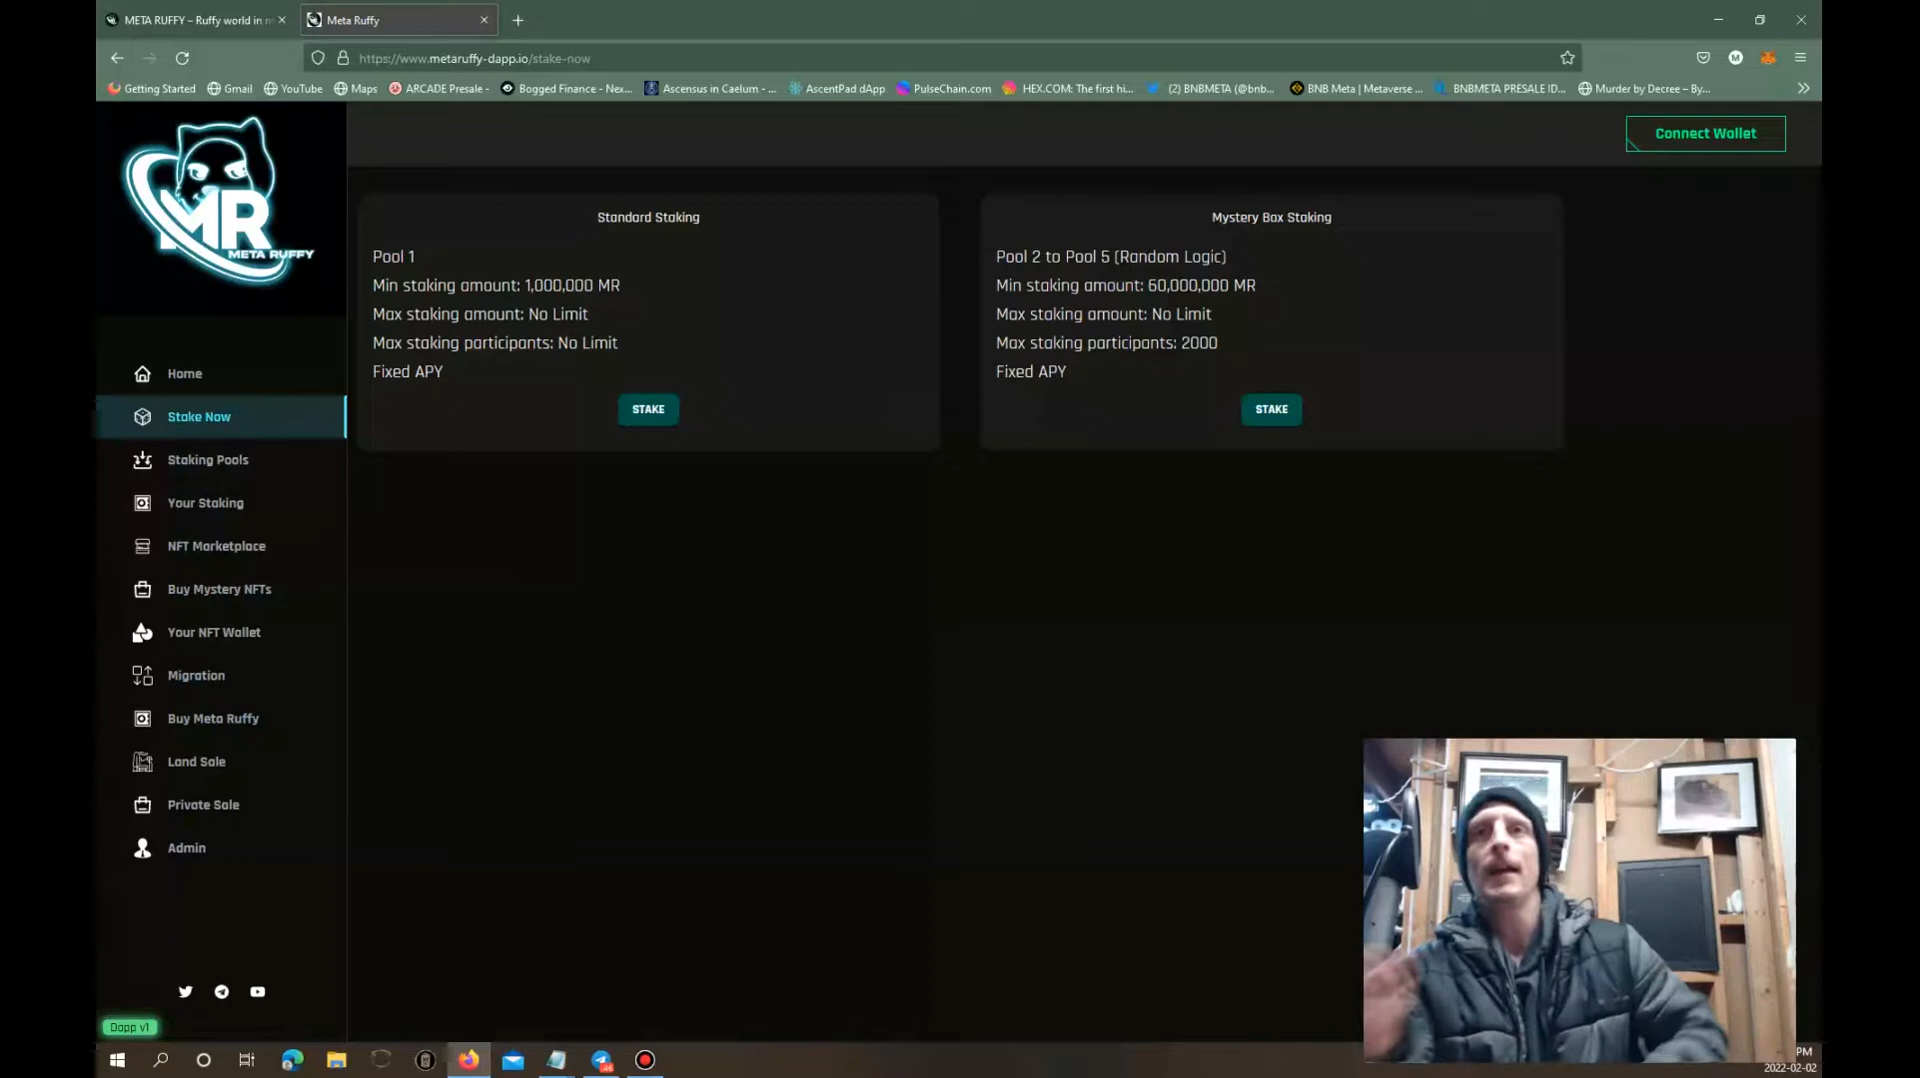 META RUFFY – Ruffy world in m
Meta Ruffy
https://www.metaruffy-dapp.io/stake-now
Getting Started
Gmail
YouTube
Maps
ARCADE Presale -
Bogged Finance - Nex...
Ascensus in Caelum - ...
AscentPad dApp
PulseChain.com
HEX.COM: The first hi...
(2) BNBMETA (@bnb...
BNB Meta | Metaverse ...
BNBMETA PRESALE ID...
Murder by Decree – By...
MR
META RUFFY
Connect Wallet
Standard Staking
Pool 1
Min staking amount: 1,000,000 MR
Max staking amount: No Limit
Max staking participants: No Limit
Fixed APY
STAKE
Mystery Box Staking
Pool 2 to Pool 5 (Random Logic)
Min staking amount: 60,000,000 MR
Max staking amount: No Limit
Max staking participants: 2000
Fixed APY
STAKE
Home
Stake Now
Staking Pools
Your Staking
NFT Marketplace
Buy Mystery NFTs
Your NFT Wallet
Migration
Buy Meta Ruffy
Land Sale
Private Sale
Admin
Dapp v1
PM
2022-02-02